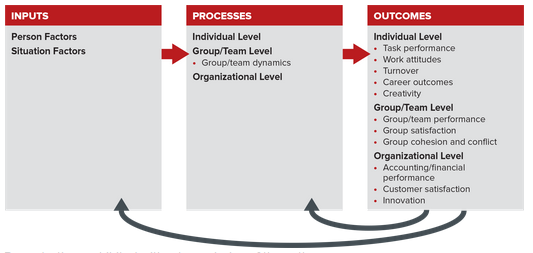 INPUTS
Person Factors
Situation Factors
PROCESSES
Individual Level
Group/Team Level
• Group/team dynamics
Organizational Level
OUTCOMES
Individual Level
• Task performance
• Work attitudes
• Turnover
• Career outcomes
• Creativity
Group/Team Level
• Group/team performance
• Group satisfaction
• Group cohesion and conflict
Organizational Level
• Accounting/financial
performance
• Customer satisfaction
• Innovation